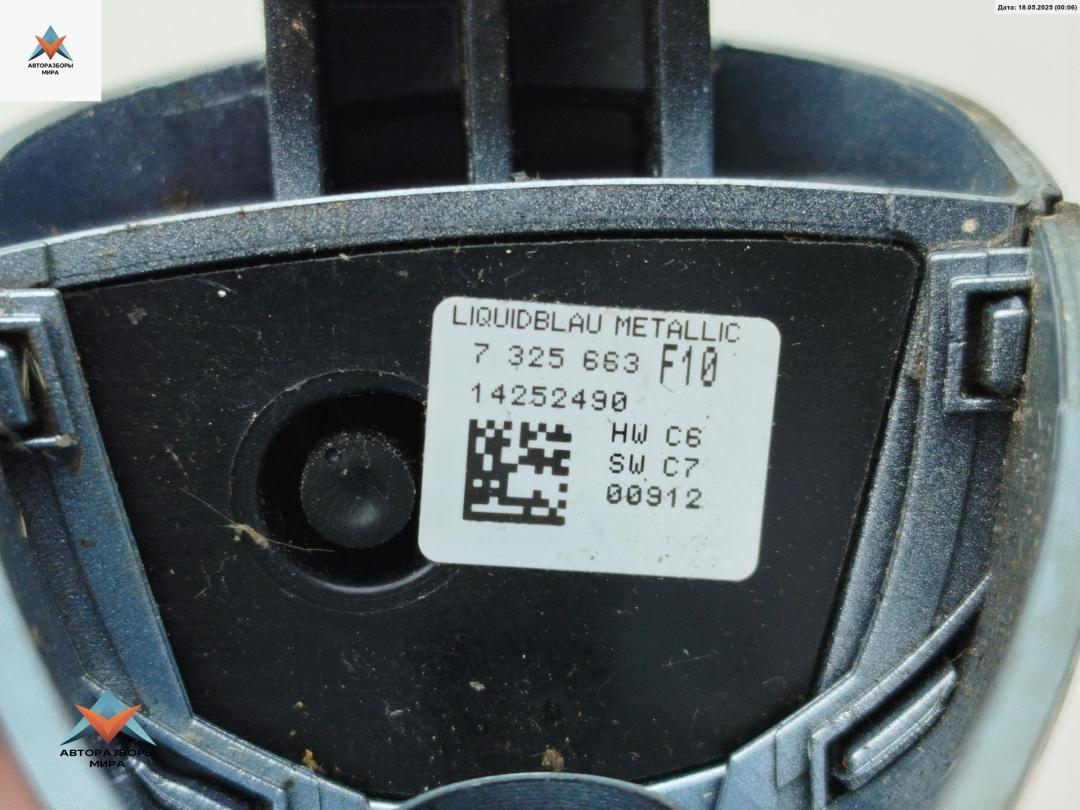 Дата: 18.05.2025 (00:06)
АВТОРАЗБОРЫ
МИРА
LIQUIDBLAU METALLIC
7 325 663 F10
14252490
HW C6
SW C7
00912
АВТОРАЗБОРЫ
МИРА